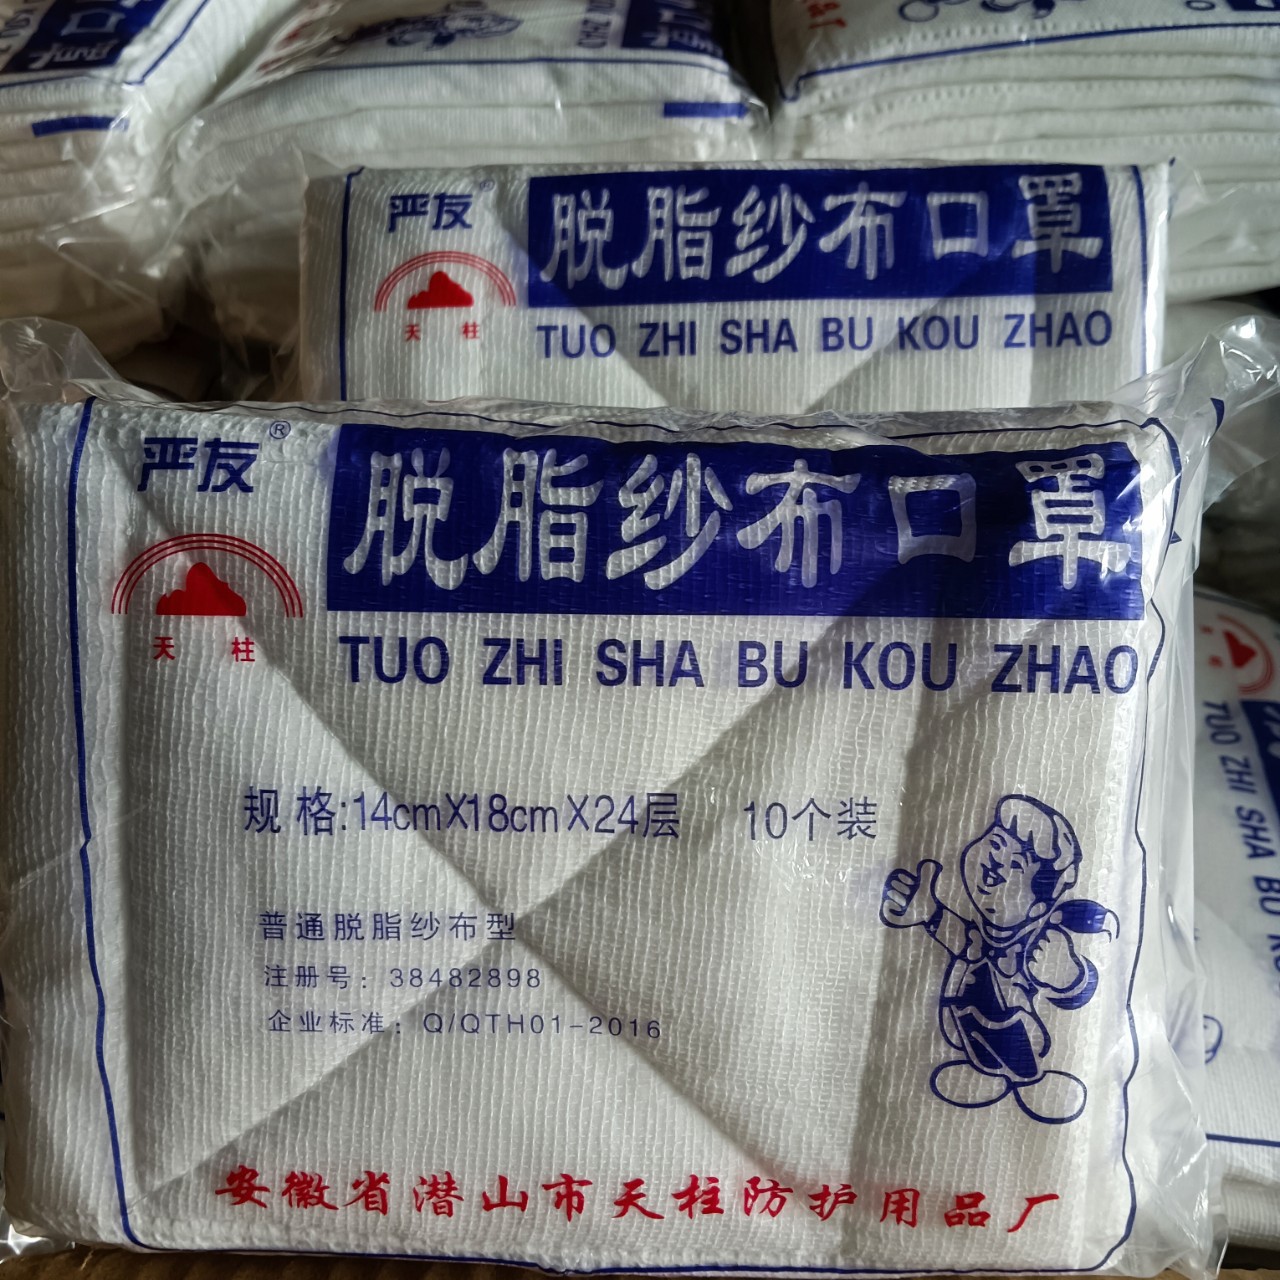 严友®
脱脂纱布口罩
天柱
TUO ZHI SHA BU KOU ZHAO
严友®
脱脂纱布口罩
天柱
TUO ZHI SHA BU KOU ZHAO
规格:14cmX18cmX24层 10个装
普通脱脂纱布型
注册号：38482898
企业标准：Q/QTH01-2016
安徽省潜山市天柱防护用品厂
TUO ZHI SHA BU